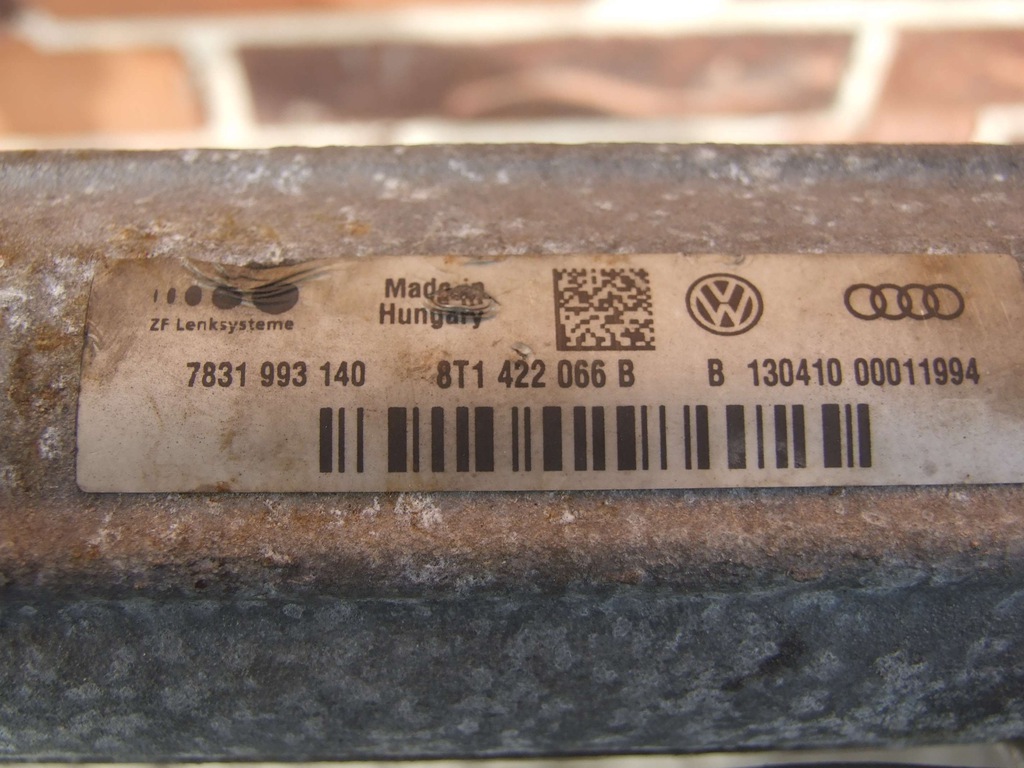 ZF Lenksysteme
Made in
Hungary
7831 993 140 8T1 422 066 B B 130410 00011994